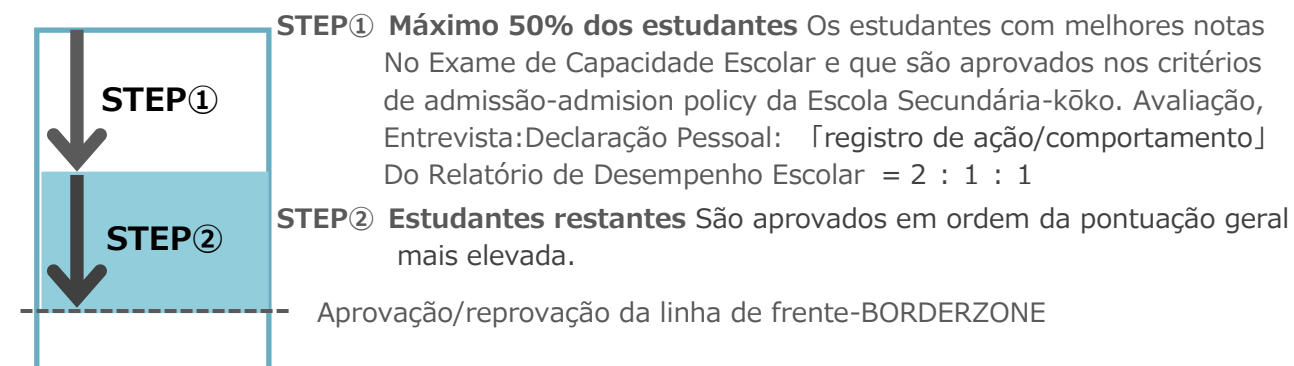 STEP① Máximo 50% dos estudantes Os estudantes com melhores notas
No Exame de Capacidade Escolar e que são aprovados nos critérios
STEP①
de admissão-admision policy da Escola Secundária-kōko. Avaliação,
Entrevista:Declaração Pessoal: 「registro de ação/comportamento」
Do Relatório de Desempenho Escolar = 2 : 1 : 1
STEP② Estudantes restantes São aprovados em ordem da pontuação geral
STEP②
mais elevada.
Aprovação/reprovação da linha de frente-BORDERZONE